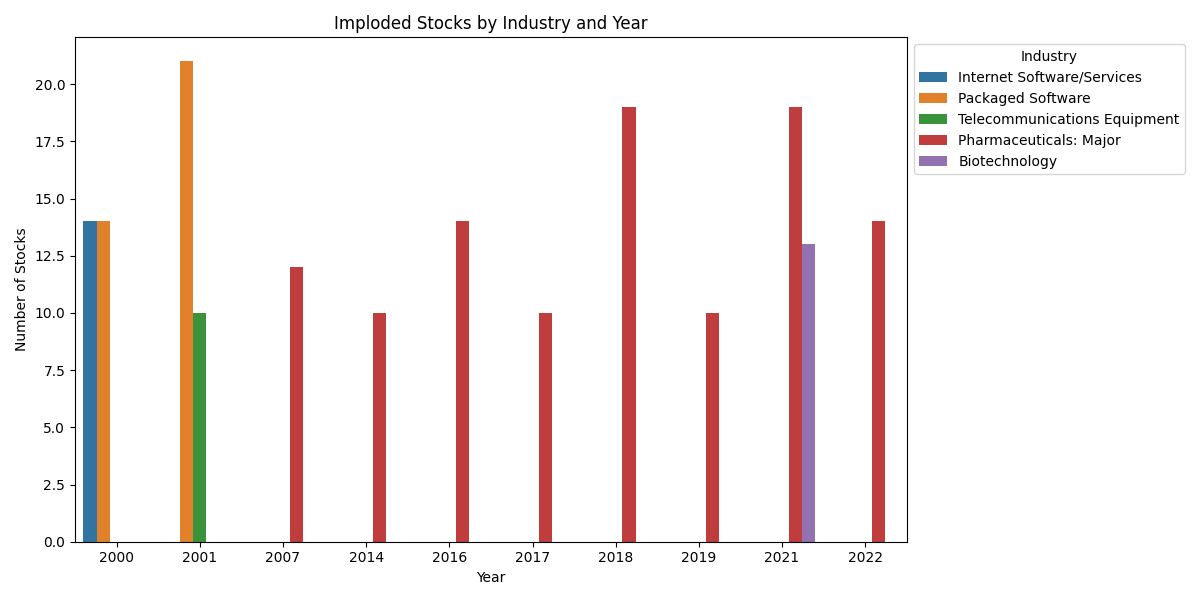 Imploded Stocks by Industry and Year
Number of Stocks
20.0
17.5
15.0
12.5
10.0
7.5
5.0
2.5
0.0
2000 2001 2007 2014 2016 2017 2018 2019 2021 2022
Year
Industry
Internet Software/Services
Packaged Software
Telecommunications Equipment
Pharmaceuticals: Major
Biotechnology